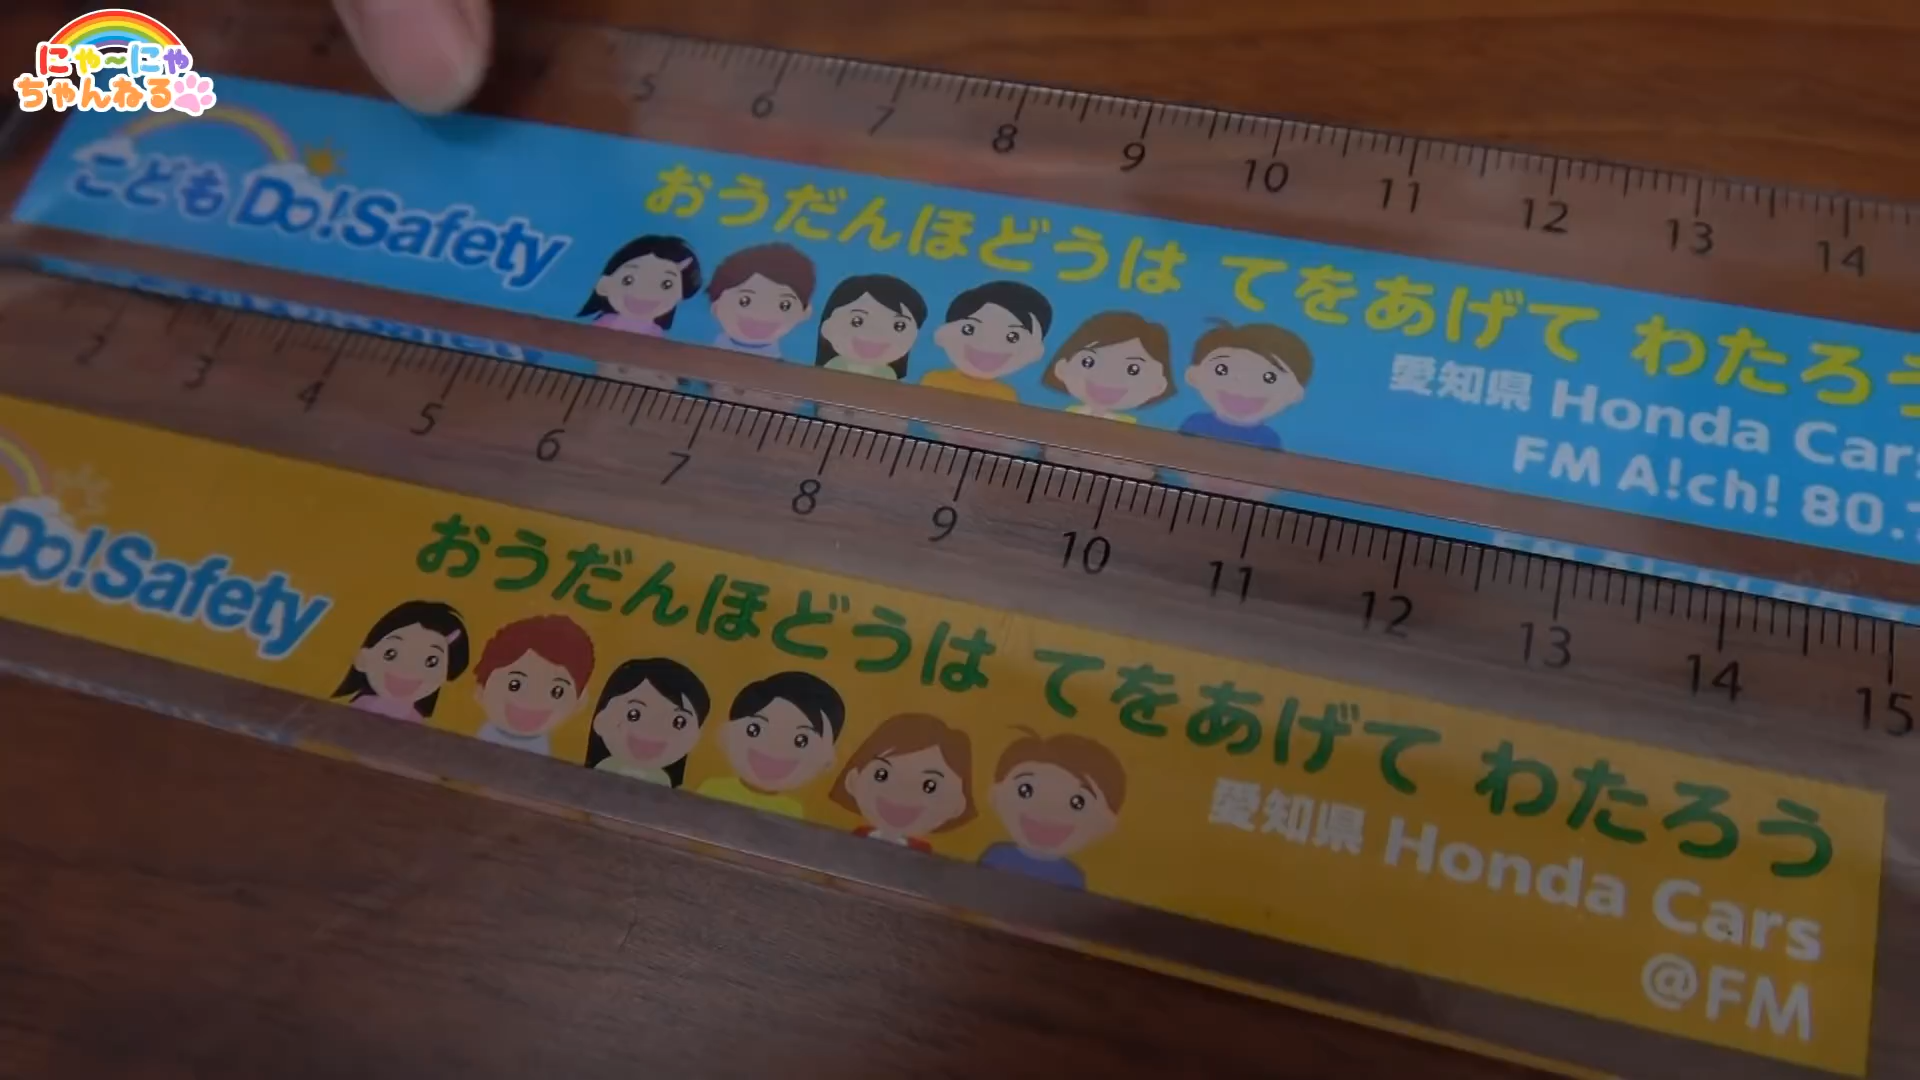 にゃ~にゃ
ちゃんねる
5 6 7 8 9 10 11 12 13 14
こども Do!Safety
おうだんほどうは てをあげて わたろう
愛知県 Honda Cars
FM A!ch! 80.7
2 3 4 5 6 7 8 9 10 11 12 13 14 15
Do!Safety
おうだんほどうは てをあげて わたろう
愛知県 Honda Cars
@FM